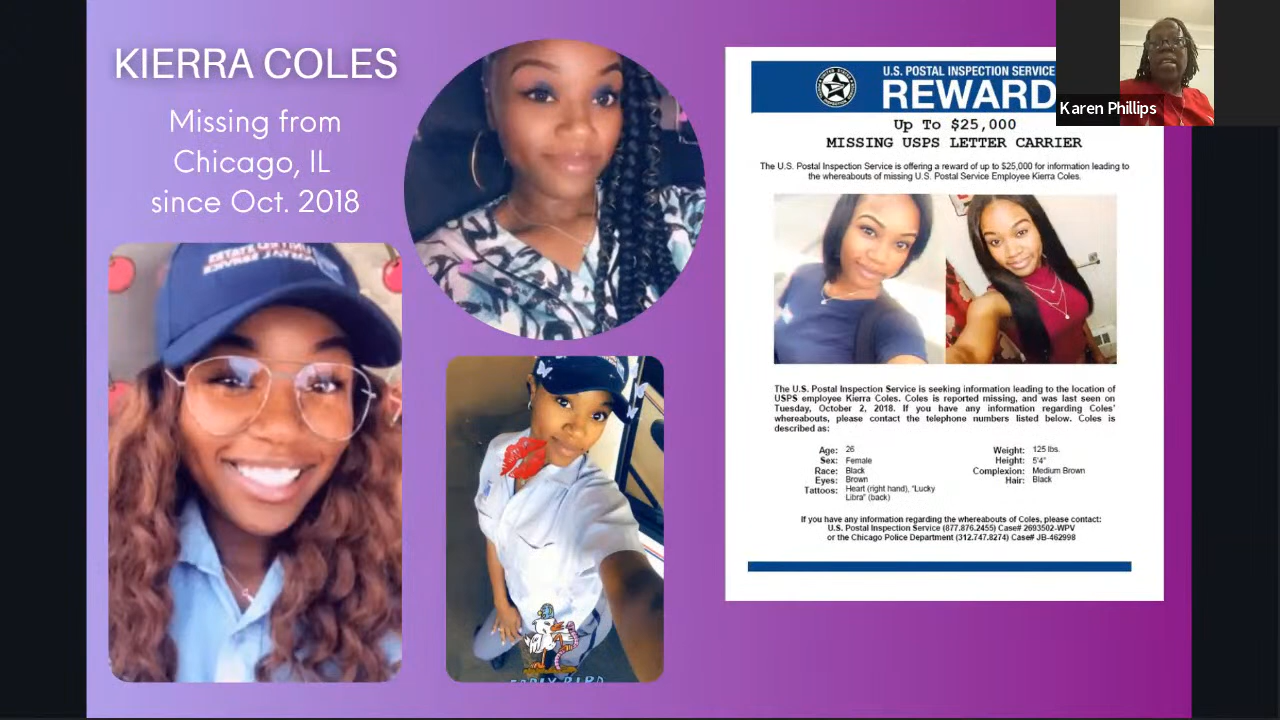 KIERRA COLES
Missing from
Chicago, IL
since Oct. 2018
U.S. POSTAL INSPECTION SERVICE
REWARD
Karen Phillips
Up To $25,000
MISSING USPS LETTER CARRIER
The U.S. Postal Inspection Service is offering a reward of up to $25,000 for information leading to
the whereabouts of missing U.S. Postal Service Employee Kierra Coles.
The U.S. Postal Inspection Service is seeking information leading to the location of
USPS employee Kierra Coles. Coles is reported missing, and was last seen on
Tuesday, October 2, 2018. If you have any information regarding Coles'
whereabouts, please contact the telephone numbers listed below. Coles is
described as:
Age: 26
Sex: Female
Race: Black
Eyes: Brown
Tattoos: Heart (right hand), "Lucky
Libra" (back)
Weight: 125 lbs.
Height: 5'4"
Complexion: Medium Brown
Hair: Black
If you have any information regarding the whereabouts of Coles, please contact:
U.S. Postal Inspection Service (877.876.2455) Case# 2693502-WPV
or the Chicago Police Department (312.747.8274) Case# JB-462998
EARLY BIRD